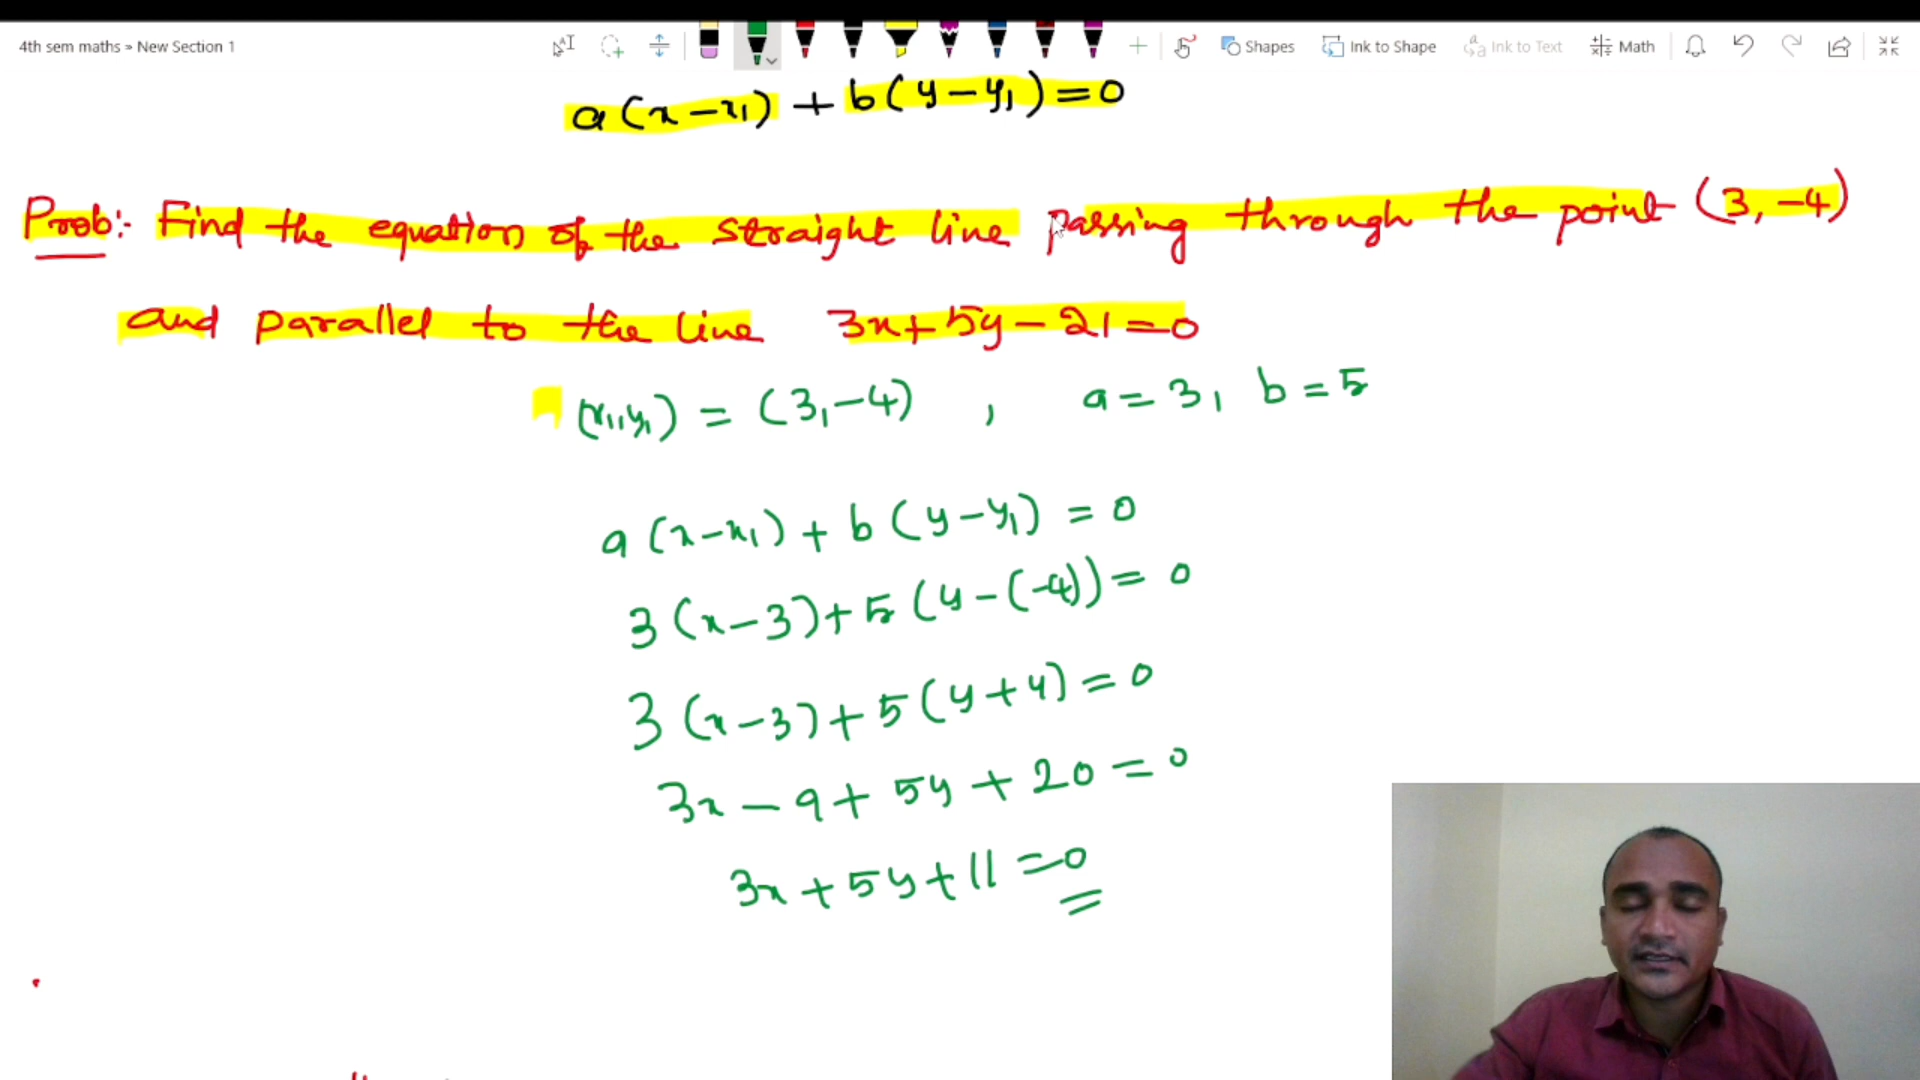 4th sem maths » New Section 1
Shapes Ink to Shape Ink to Text Math
a(x-x₁) + b(y-y₁)=0
Prob:- Find the equation of the straight line passing through the point (3,-4)
and parallel to the line 3x+5y-21=0
(x₁,y₁) = (3,-4) , a=3, b=5
a(x-x₁)+b(y-y₁)=0
3(x-3)+5(y-(-4))=0
3(x-3)+5(y+4)=0
3x-9+5y+20=0
3x+5y+11=0